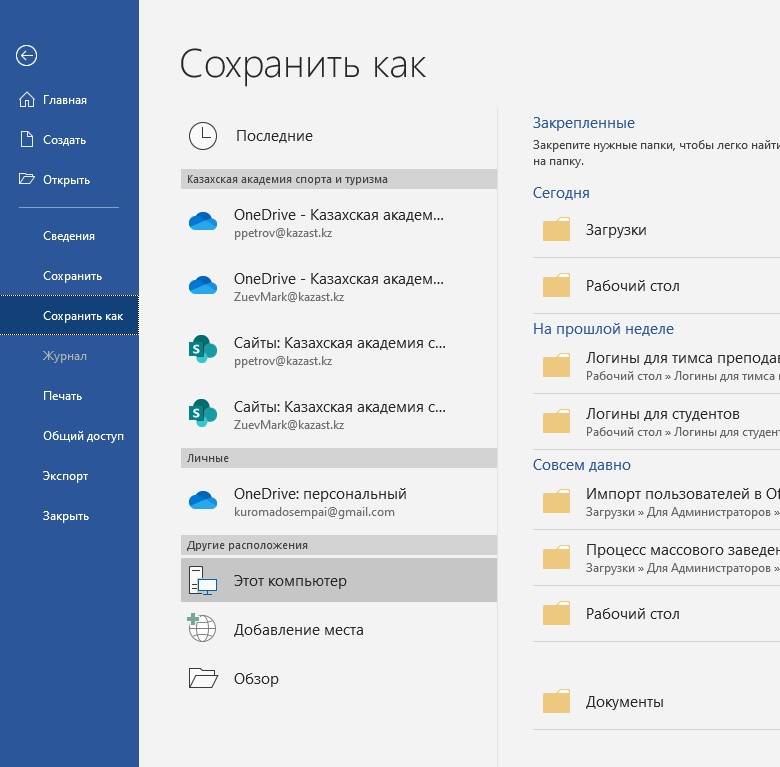 Сохранить как
Главная
Создать
Открыть
Сведения
Сохранить
Сохранить как
Журнал
Печать
Общий доступ
Экспорт
Закрыть
Последние
Казахская академия спорта и туризма
OneDrive - Казахская академ...
ppetrov@kazast.kz
OneDrive - Казахская академ...
ZuevMark@kazast.kz
S
Сайты: Казахская академия с...
ppetrov@kazast.kz
S
Сайты: Казахская академия с...
ZuevMark@kazast.kz
Личные
OneDrive: персональный
kuromadosempai@gmail.com
Другие расположения
Этот компьютер
Добавление места
Обзор
Закрепленные
Закрепите нужные папки, чтобы легко найти
на папку.
Сегодня
Загрузки
Рабочий стол
На прошлой неделе
Логины для тимса препода
Рабочий стол » Логины для тимса
Логины для студентов
Рабочий стол » Логины для студен
Совсем давно
Импорт пользователей в Of
Загрузки » Для Администраторов »
Процесс массового заведен
Загрузки » Для Администраторов »
Рабочий стол
Документы